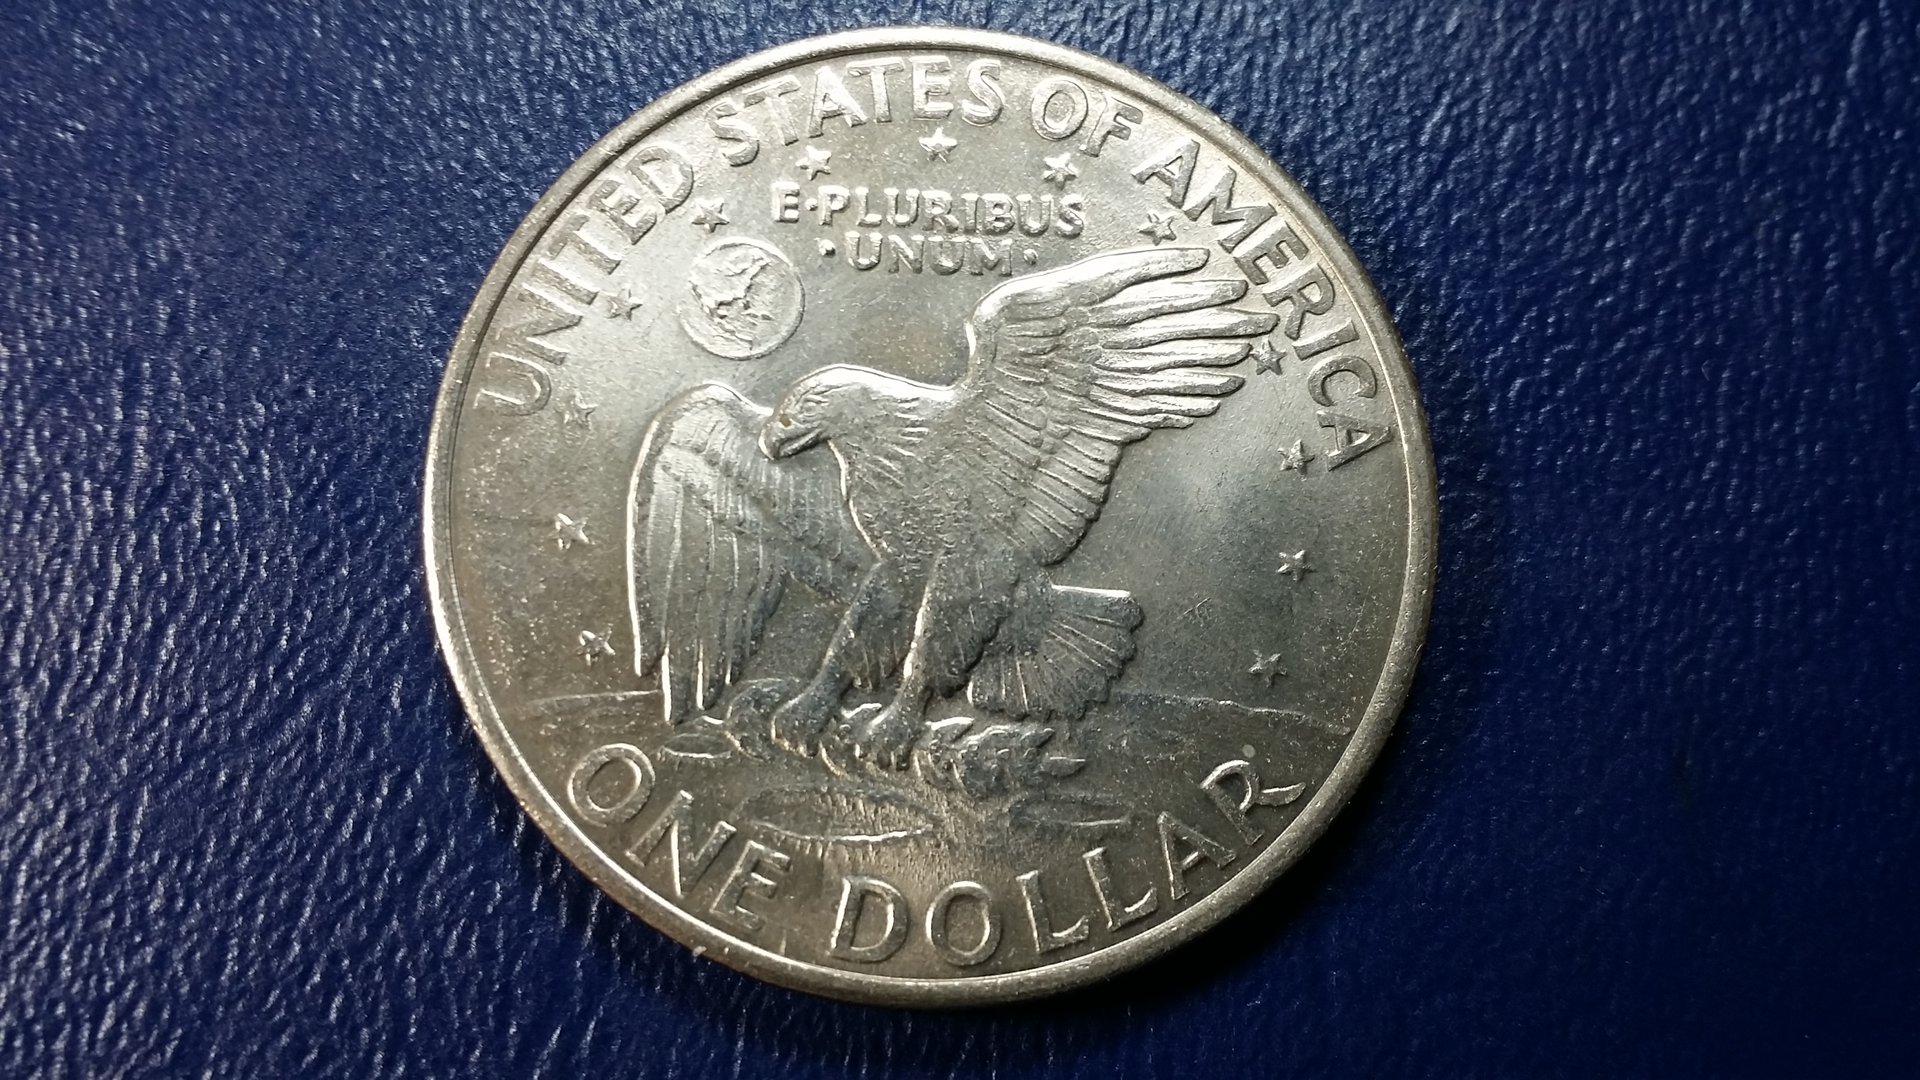 UNITED STATES OF AMERICA
E·PLURIBUS
·UNUM·
ONE DOLLAR